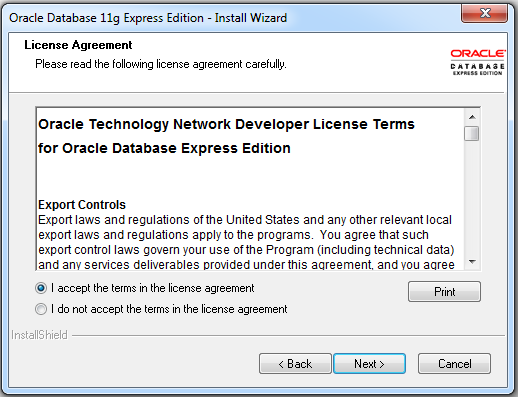 Oracle Database 11g Express Edition - Install Wizard
License Agreement
Please read the following license agreement carefully.
ORACLE
DATABASE
EXPRESS EDITION
Oracle Technology Network Developer License Terms
for Oracle Database Express Edition
Export Controls
Export laws and regulations of the United States and any other relevant local
export laws and regulations apply to the programs. You agree that such
export control laws govern your use of the Program (including technical data)
and any services deliverables provided under this agreement, and you agree
I accept the terms in the license agreement
Print
I do not accept the terms in the license agreement
InstallShield
< Back
Next >
Cancel